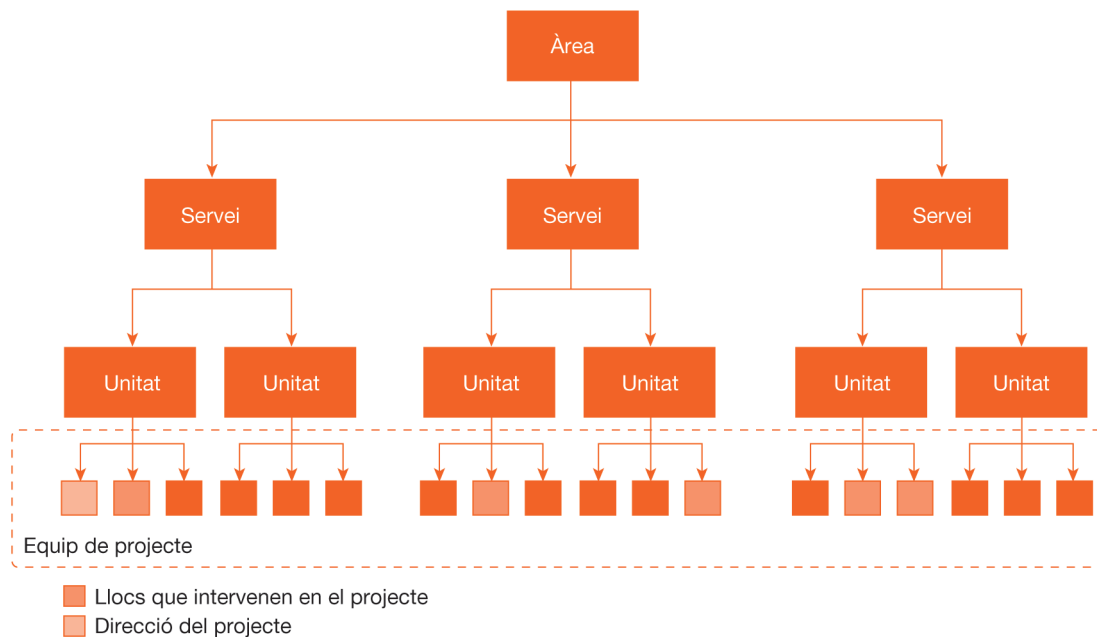 Àrea
Servei
Servei
Servei
Unitat
Unitat
Unitat
Unitat
Unitat
Unitat
Equip de projecte
Llocs que intervenen en el projecte
Direcció del projecte